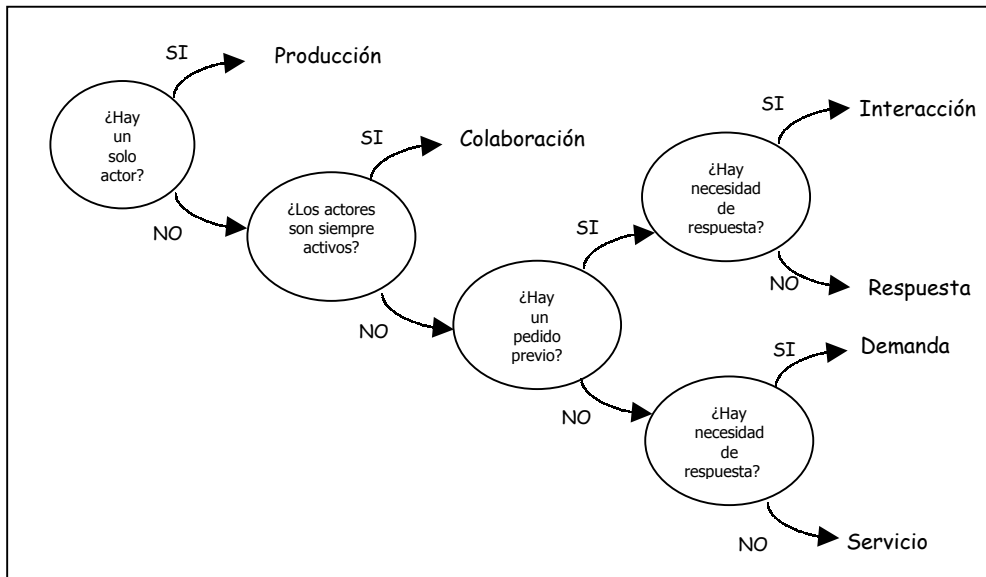 SI
Producción
¿Hay
un
solo
actor?
NO
SI
Colaboración
¿Los actores
son siempre
activos?
NO
¿Hay
un
pedido
previo?
SI
¿Hay
necesidad
de
respuesta?
SI
Interacción
NO
Respuesta
NO
¿Hay
necesidad
de
respuesta?
SI
Demanda
NO
Servicio